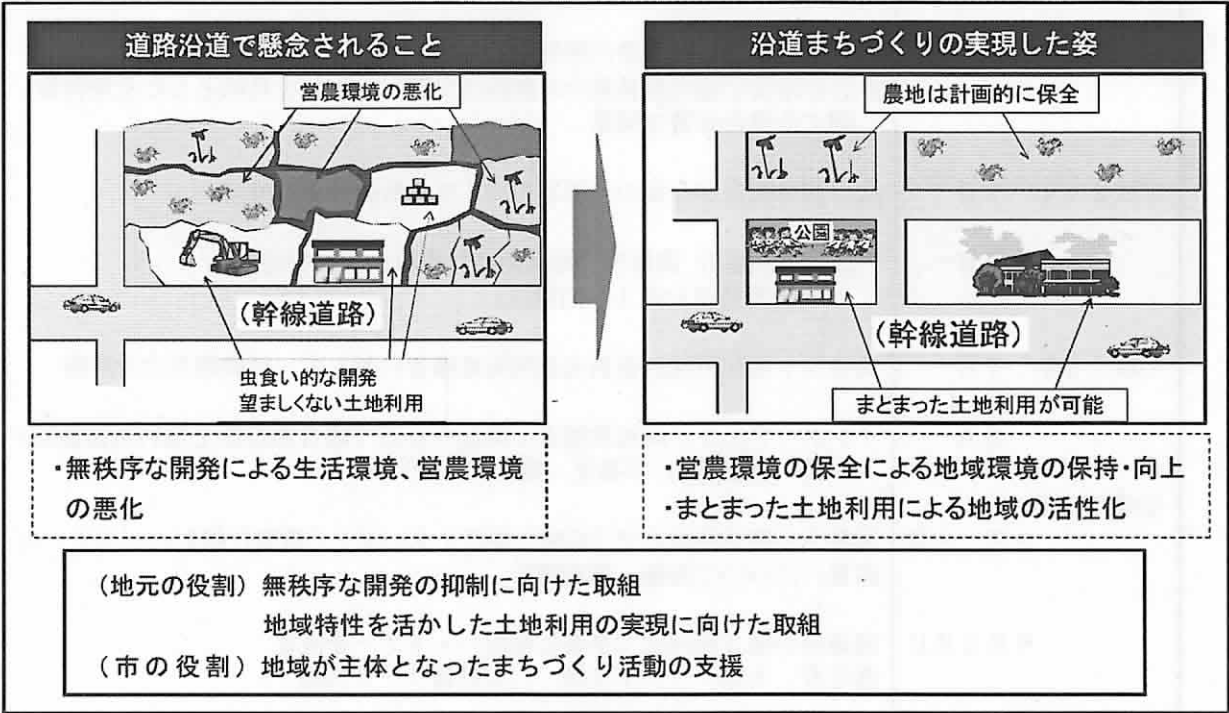 道路沿道で懸念されること
営農環境の悪化
(幹線道路)
虫食い的な開発
望ましくない土地利用
・無秩序な開発による生活環境、営農環境
の悪化
沿道まちづくりの実現した姿
農地は計画的に保全
公園
(幹線道路)
まとまった土地利用が可能
・営農環境の保全による地域環境の保持・向上
・まとまった土地利用による地域の活性化
(地元の役割) 無秩序な開発の抑制に向けた取組
地域特性を活かした土地利用の実現に向けた取組
(市の役割) 地域が主体となったまちづくり活動の支援